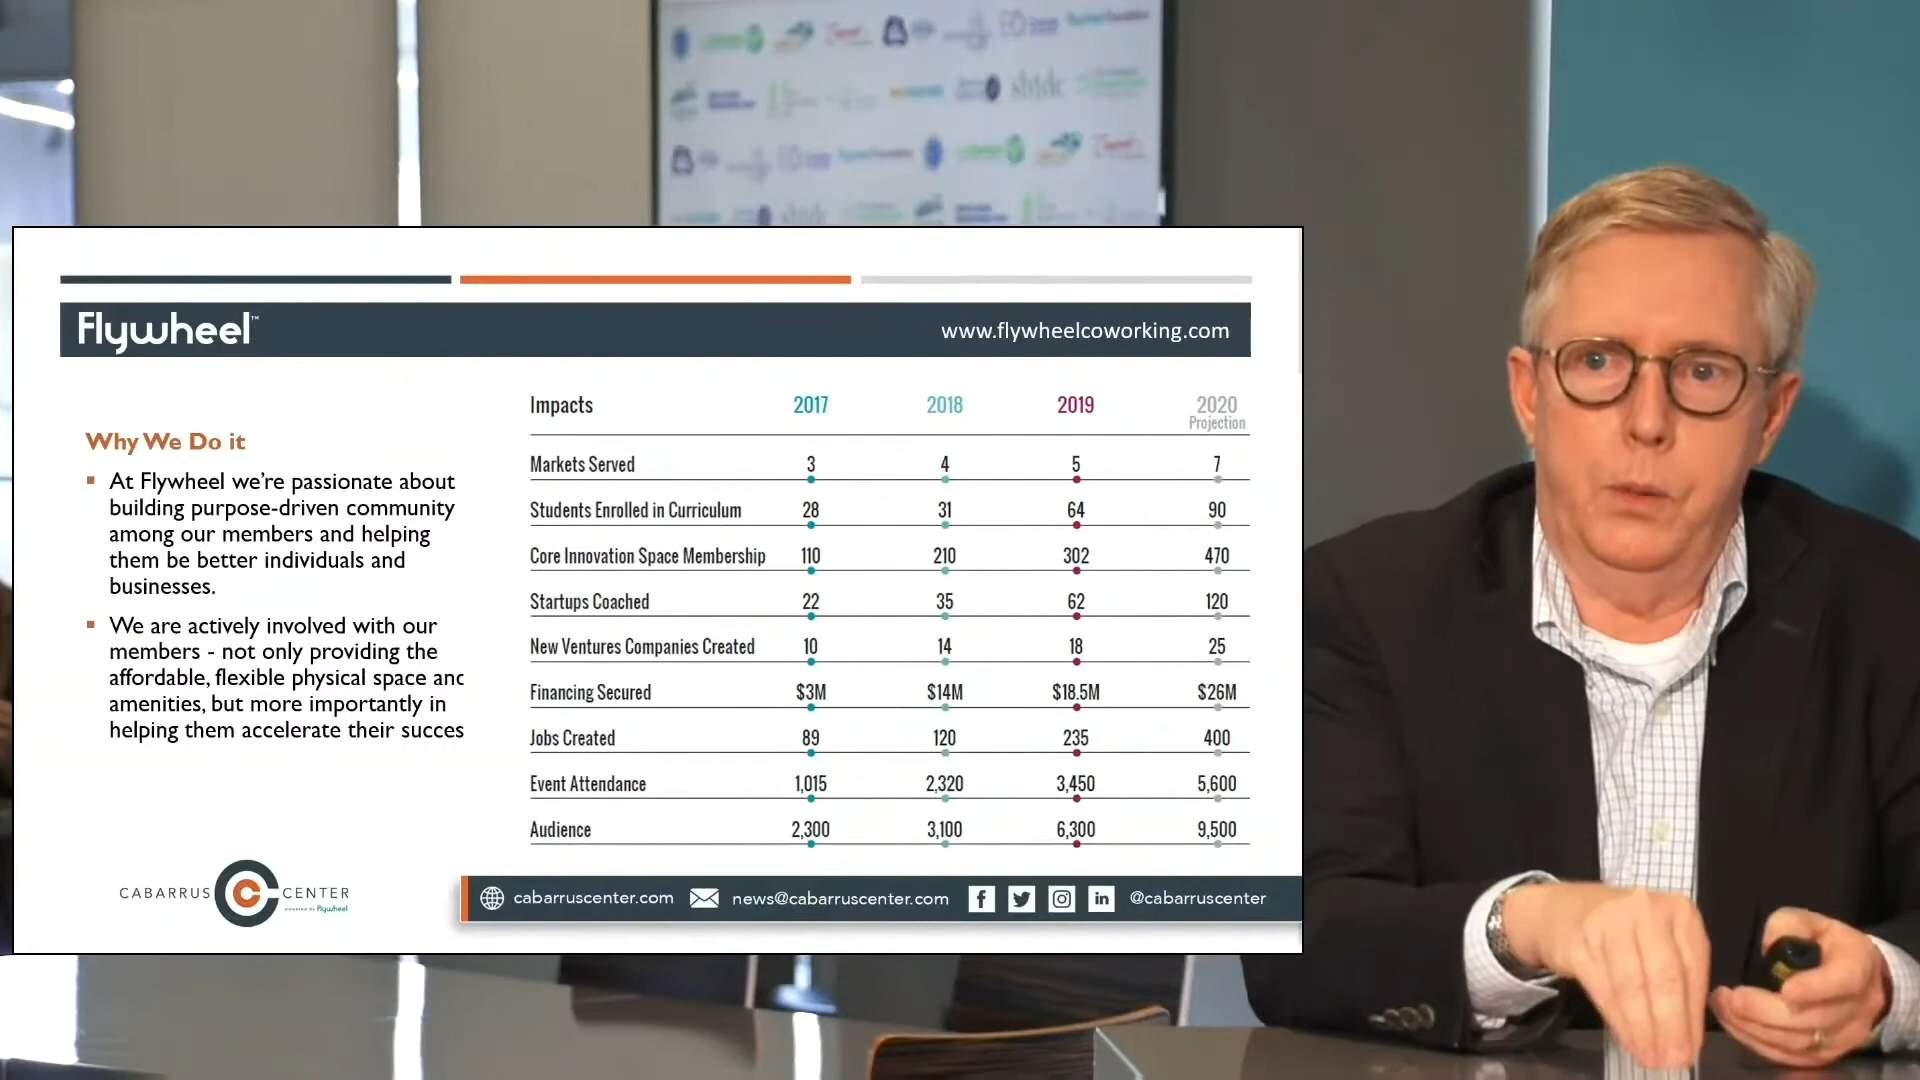 Flywheel™
www.flywheelcoworking.com
Why We Do it
At Flywheel we're passionate about
building purpose-driven community
among our members and helping
them be better individuals and
businesses.
We are actively involved with our
members - not only providing the
affordable, flexible physical space and
amenities, but more importantly in
helping them accelerate their succes
Impacts 2017 2018 2019 2020
Projection
Markets Served 3 4 5 7
Students Enrolled in Curriculum 28 31 64 90
Core Innovation Space Membership 110 210 302 470
Startups Coached 22 35 62 120
New Ventures Companies Created 10 14 18 25
Financing Secured $3M $14M $18.5M $26M
Jobs Created 89 120 235 400
Event Attendance 1,015 2,320 3,450 5,600
Audience 2,300 3,100 6,300 9,500
CABARRUS CENTER
powered by Flywheel
cabarruscenter.com news@cabarruscenter.com @cabarruscenter
sbtdc